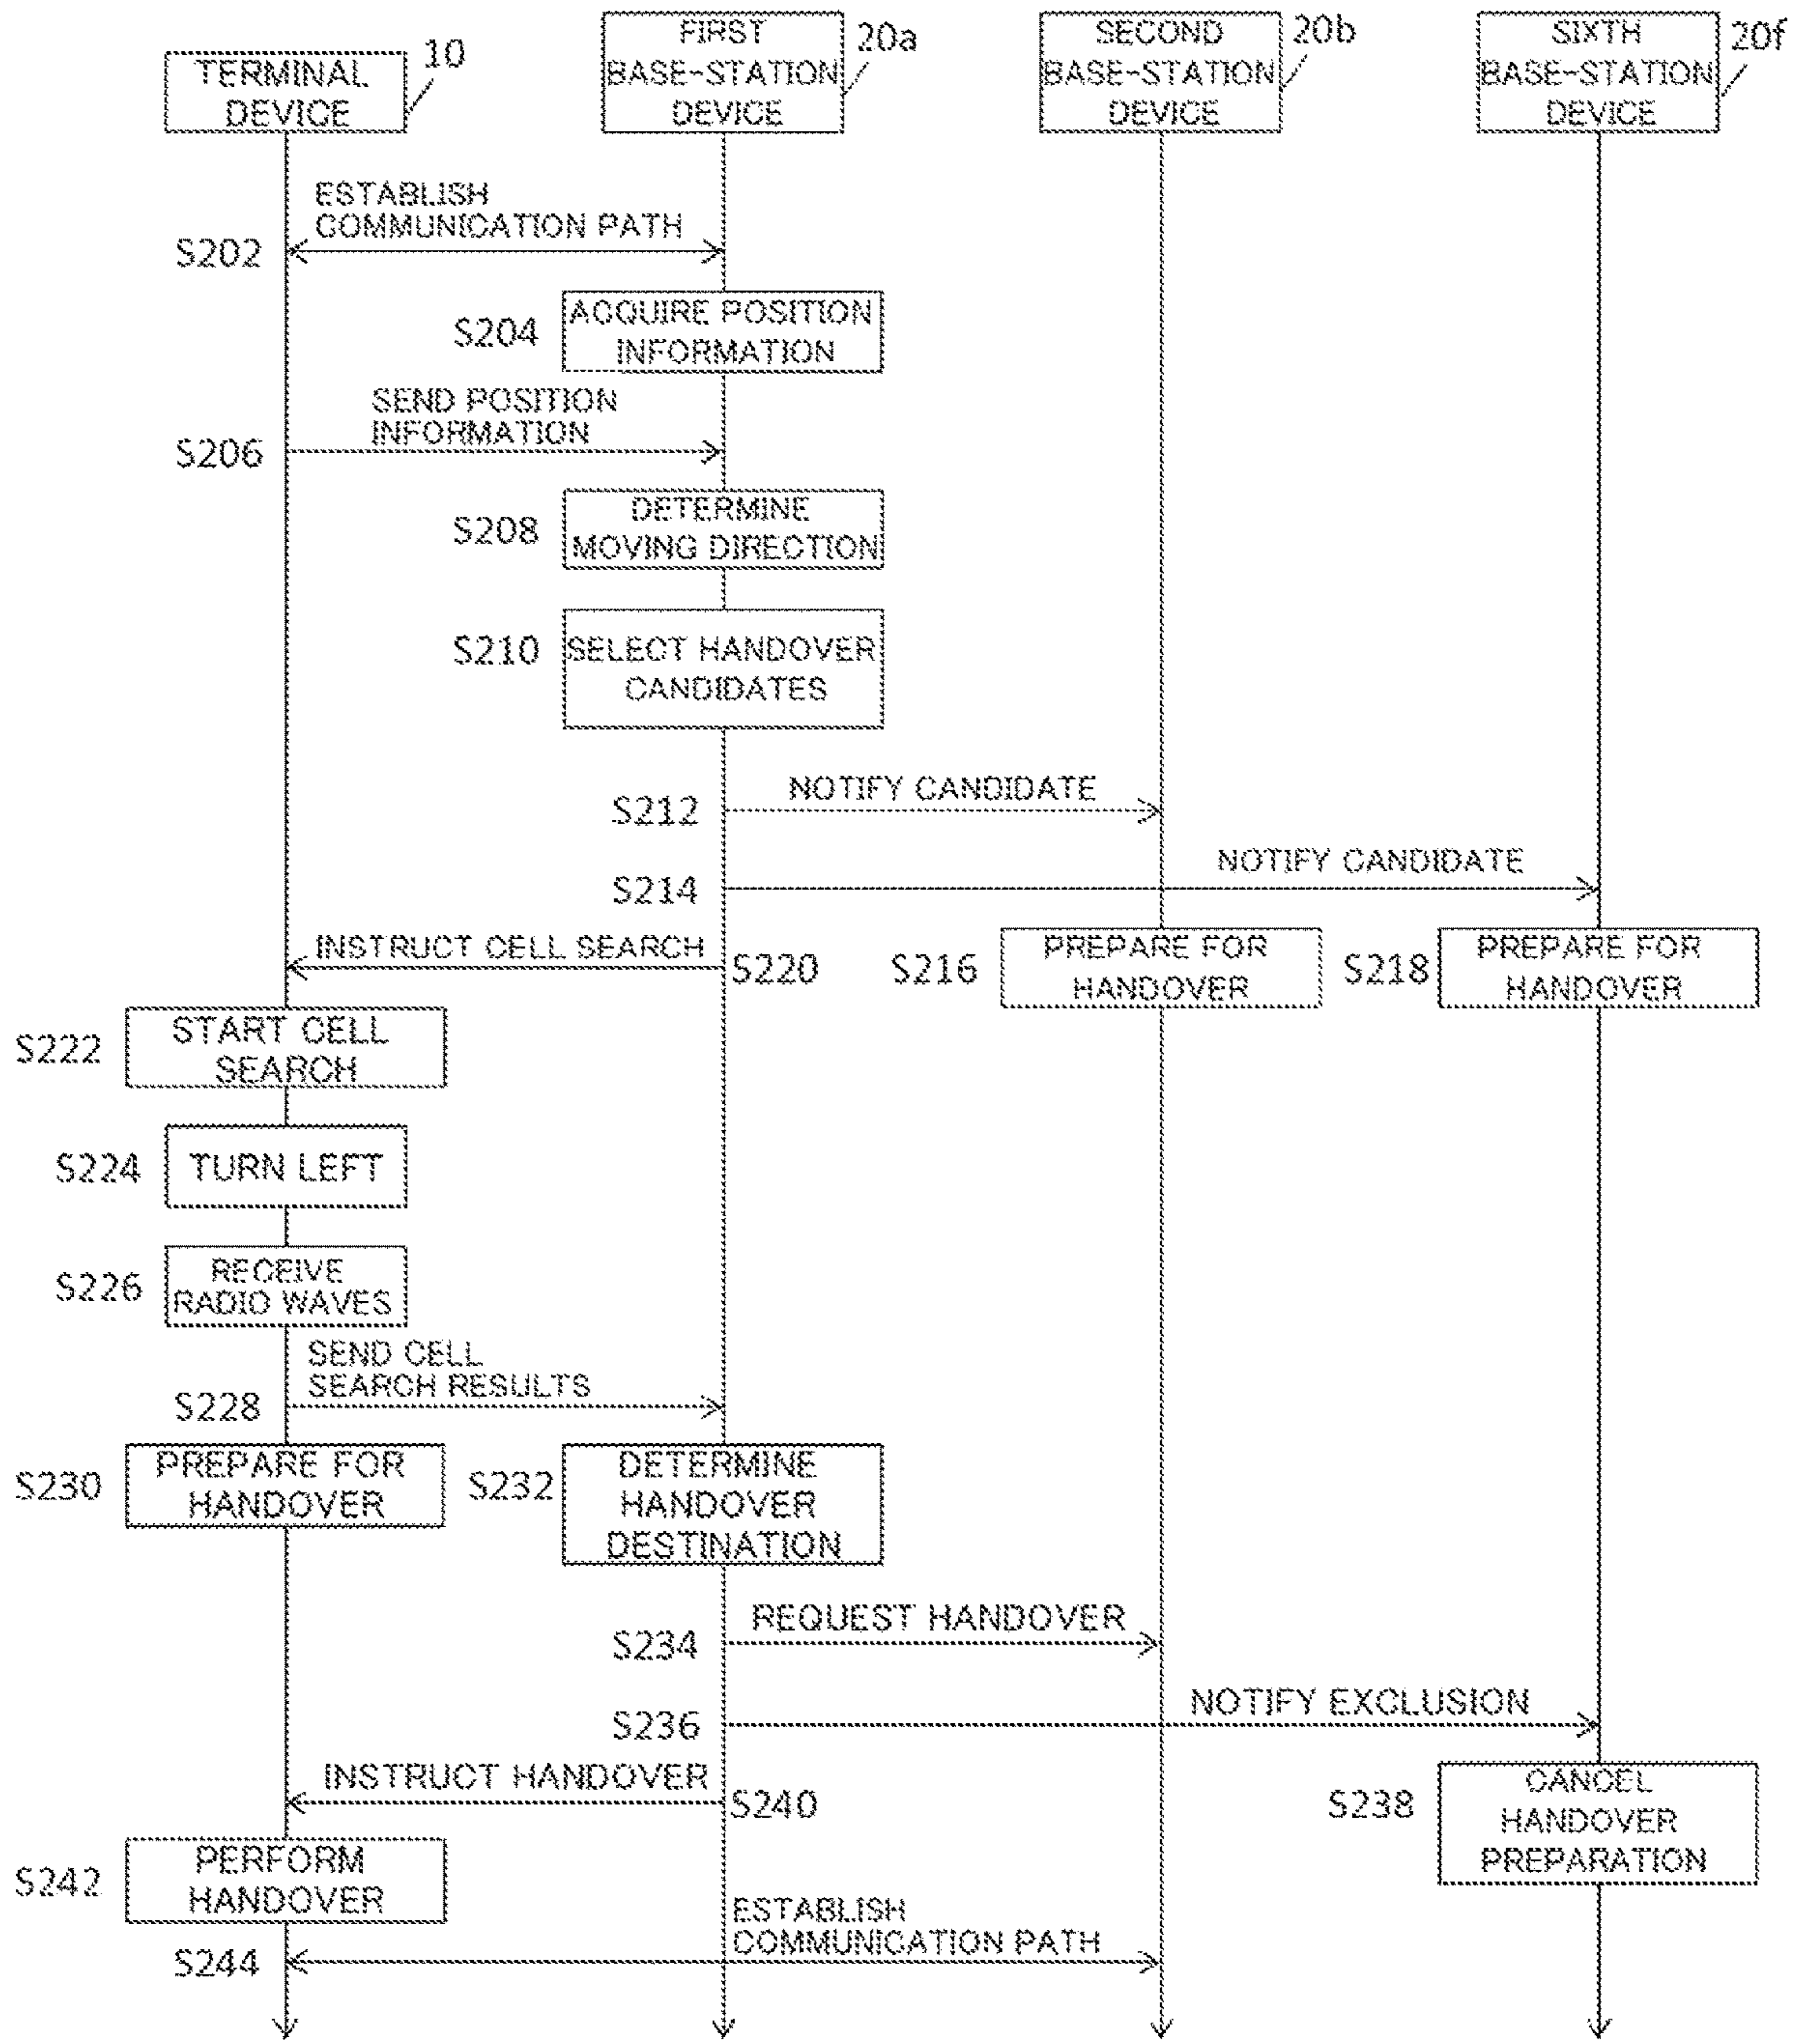 TERMINAL
DEVICE
10
FIRST
BASE-STATION
DEVICE
20a
SECOND
BASE-STATION
DEVICE
20b
SIXTH
BASE-STATION
DEVICE
20f
ESTABLISH
COMMUNICATION PATH
S202
S204
ACQUIRE POSITION
INFORMATION
SEND POSITION
INFORMATION
S206
S208
DETERMINE
MOVING DIRECTION
S210
SELECT HANDOVER
CANDIDATES
NOTIFY CANDIDATE
S212
NOTIFY CANDIDATE
S214
INSTRUCT CELL SEARCH
S220
S216
PREPARE FOR
HANDOVER
S218
PREPARE FOR
HANDOVER
S222
START CELL
SEARCH
S224
TURN LEFT
S226
RECEIVE
RADIO WAVES
SEND CELL
SEARCH RESULTS
S228
S230
PREPARE FOR
HANDOVER
S232
DETERMINE
HANDOVER
DESTINATION
REQUEST HANDOVER
S234
NOTIFY EXCLUSION
S236
INSTRUCT HANDOVER
S240
S238
CANCEL
HANDOVER
PREPARATION
S242
PERFORM
HANDOVER
ESTABLISH
COMMUNICATION PATH
S244